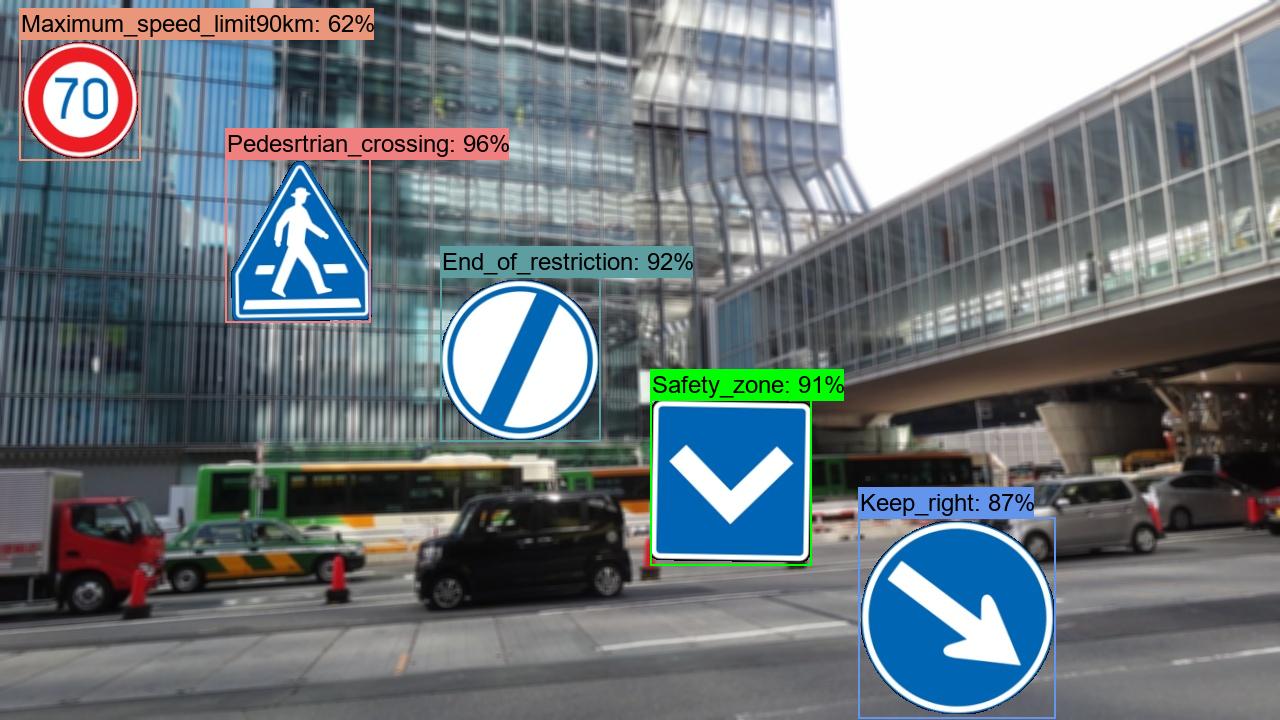 Maximum_speed_limit90km: 62%
70
Pedesrtrian_crossing: 96%
End_of_restriction: 92%
Safety_zone: 91%
Keep_right: 87%